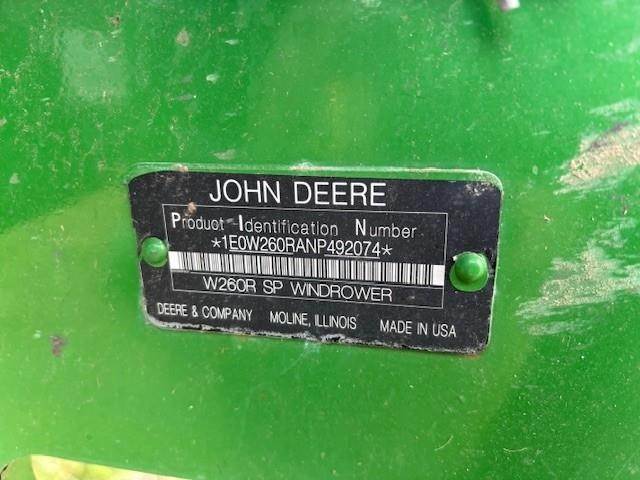 JOHN DEERE
Product Identification Number
*1E0W260RANP492074*
W260R SP WINDROWER
DEERE & COMPANY MOLINE, ILLINOIS MADE IN USA